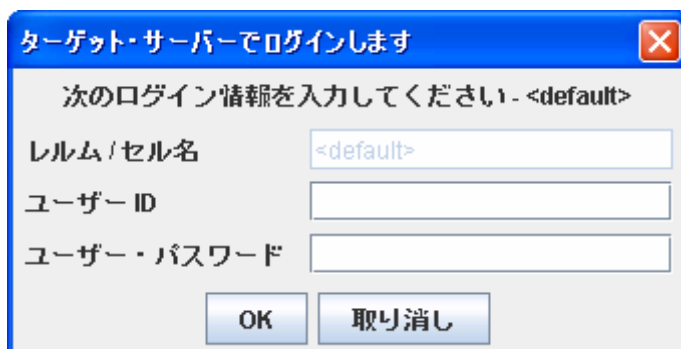 ターゲット・サーバーでログインします
次のログイン情報を入力してください - <default>
レルム / セル名
<default>
ユーザー ID
ユーザー・パスワード
OK
取り消し